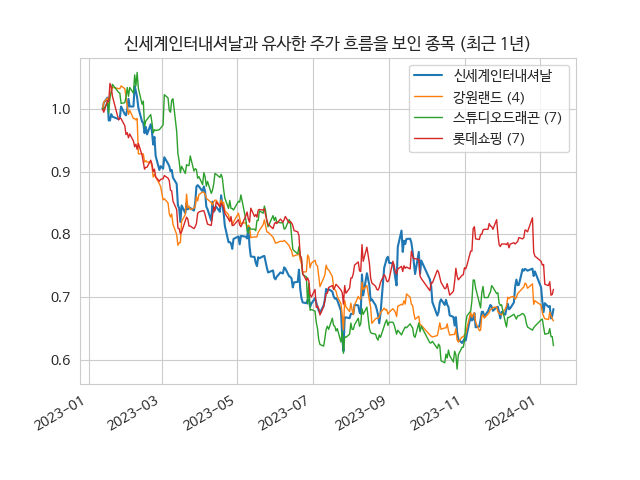 신세계인터내셔날과 유사한 주가 흐름을 보인 종목 (최근 1년)
신세계인터내셔날
강원랜드 (4)
스튜디오드래곤 (7)
롯데쇼핑 (7)
1.0
0.9
0.8
0.7
0.6
2023-01
2023-03
2023-05
2023-07
2023-09
2023-11
2024-01